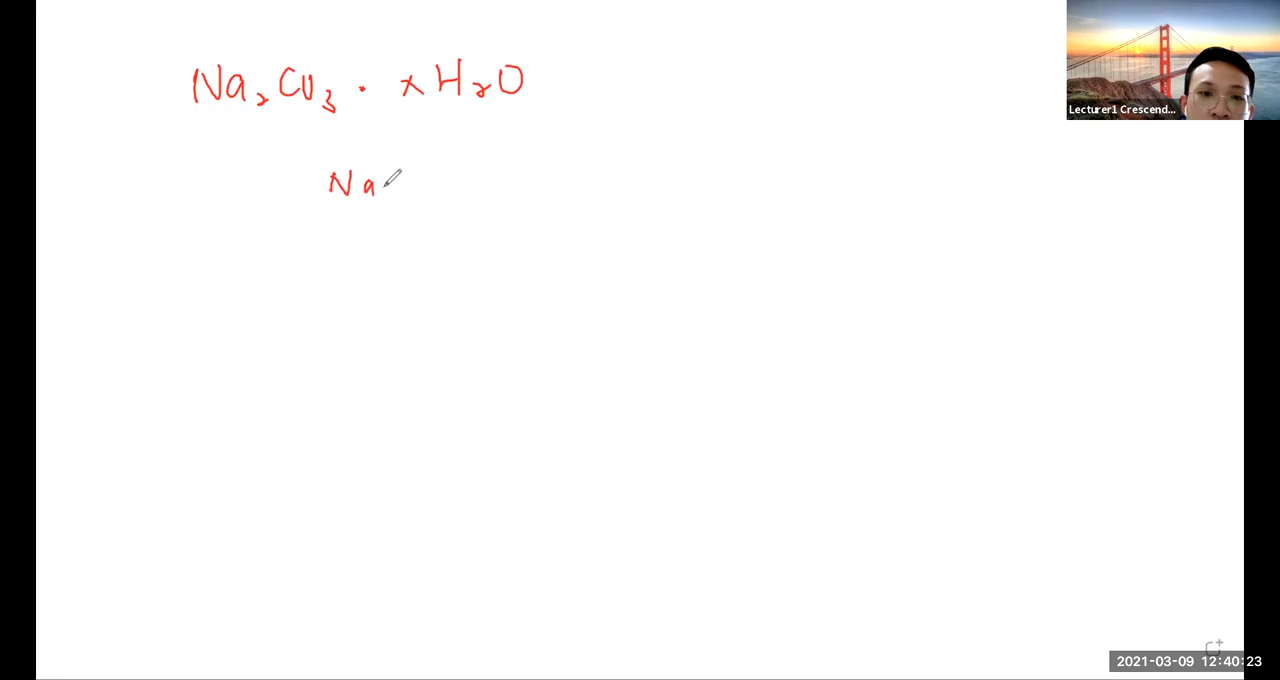 Na₂CO₃ · xH₂O
Lecturer1 Crescend...
Na
2021-03-09 12:40:23